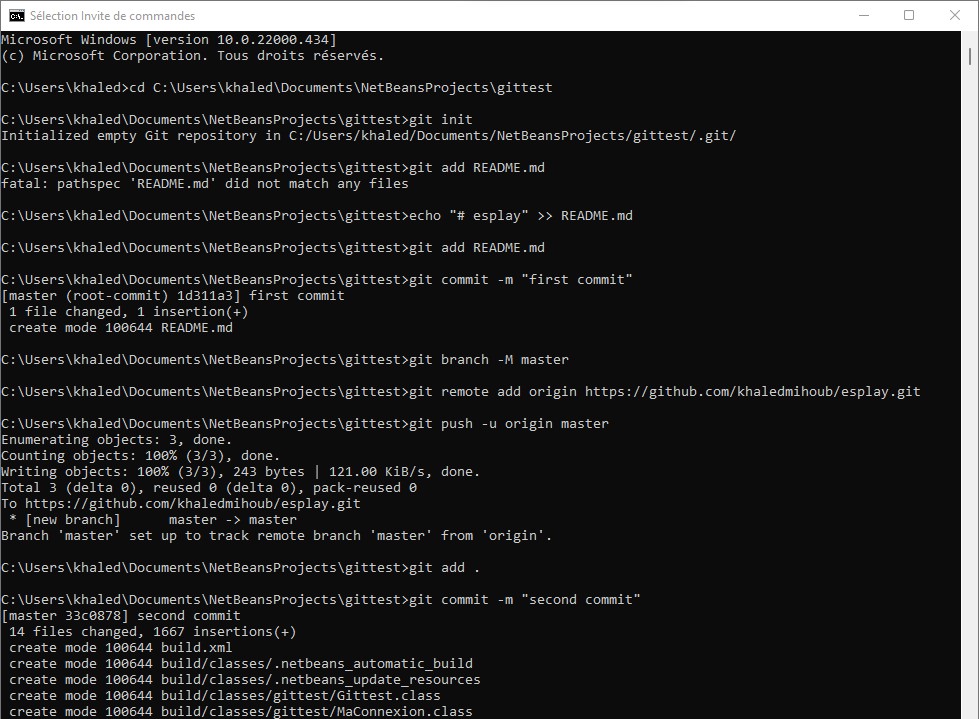 Sélection Invite de commandes
Microsoft Windows [version 10.0.22000.434]
(c) Microsoft Corporation. Tous droits réservés.
C:\Users\khaled>cd C:\Users\khaled\Documents\NetBeansProjects\gittest
C:\Users\khaled\Documents\NetBeansProjects\gittest>git init
Initialized empty Git repository in C:/Users/khaled/Documents/NetBeansProjects/gittest/.git/
C:\Users\khaled\Documents\NetBeansProjects\gittest>git add README.md
fatal: pathspec 'README.md' did not match any files
C:\Users\khaled\Documents\NetBeansProjects\gittest>echo "# esplay" >> README.md
C:\Users\khaled\Documents\NetBeansProjects\gittest>git add README.md
C:\Users\khaled\Documents\NetBeansProjects\gittest>git commit -m "first commit"
[master (root-commit) 1d311a3] first commit
 1 file changed, 1 insertion(+)
 create mode 100644 README.md
C:\Users\khaled\Documents\NetBeansProjects\gittest>git branch -M master
C:\Users\khaled\Documents\NetBeansProjects\gittest>git remote add origin https://github.com/khaledmihoub/esplay.git
C:\Users\khaled\Documents\NetBeansProjects\gittest>git push -u origin master
Enumerating objects: 3, done.
Counting objects: 100% (3/3), done.
Writing objects: 100% (3/3), 243 bytes | 121.00 KiB/s, done.
Total 3 (delta 0), reused 0 (delta 0), pack-reused 0
To https://github.com/khaledmihoub/esplay.git
 * [new branch]      master -> master
Branch 'master' set up to track remote branch 'master' from 'origin'.
C:\Users\khaled\Documents\NetBeansProjects\gittest>git add .
C:\Users\khaled\Documents\NetBeansProjects\gittest>git commit -m "second commit"
[master 33c0878] second commit
 14 files changed, 1667 insertions(+)
 create mode 100644 build.xml
 create mode 100644 build/classes/.netbeans_automatic_build
 create mode 100644 build/classes/.netbeans_update_resources
 create mode 100644 build/classes/gittest/Gittest.class
 create mode 100644 build/classes/gittest/MaConnexion.class